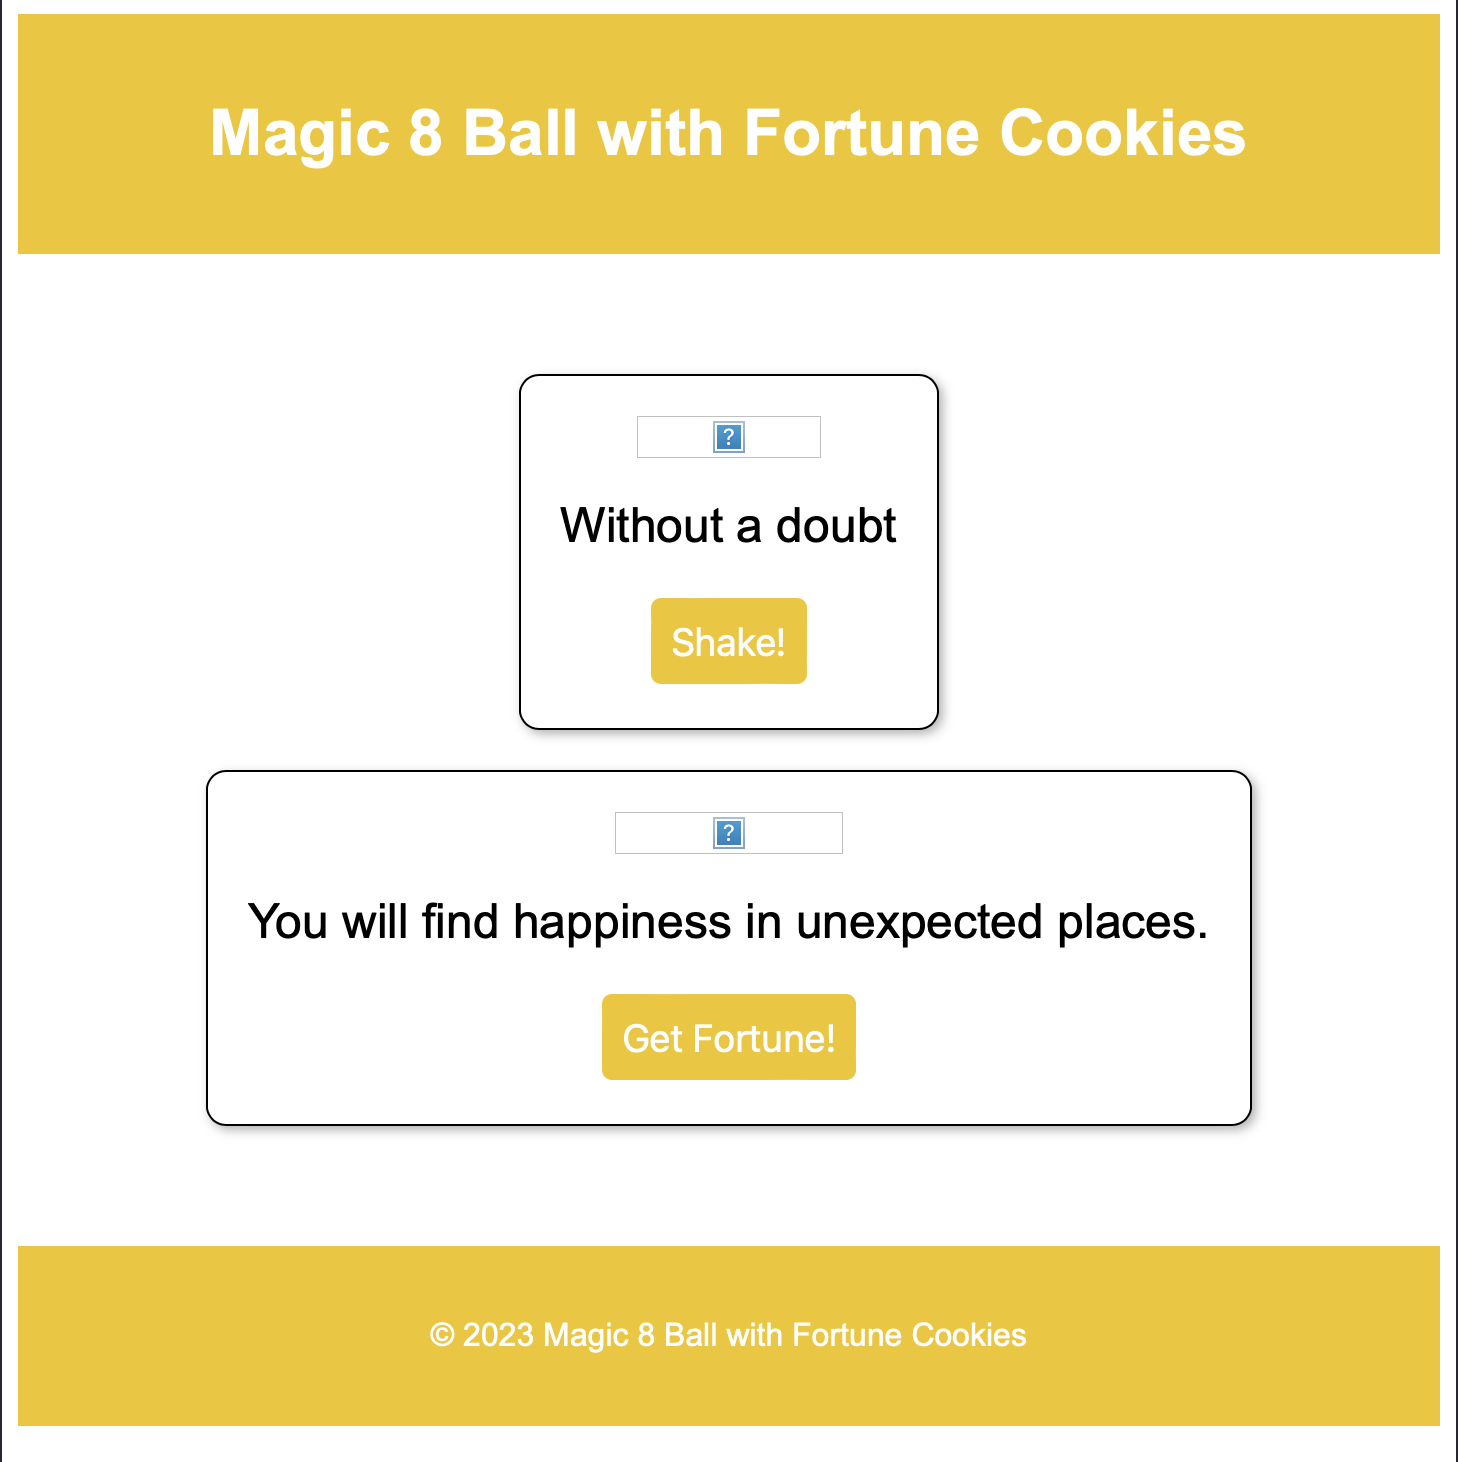 Magic 8 Ball with Fortune Cookies
?
Without a doubt
Shake!
?
You will find happiness in unexpected places.
Get Fortune!
© 2023 Magic 8 Ball with Fortune Cookies